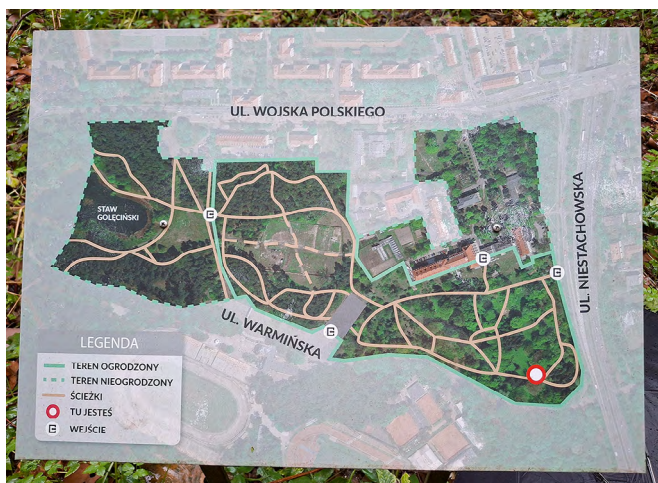 UL. WOJSKA POLSKIEGO
STAW
GOLĘCIŃSKI
UL. NIESTACHOWSKA
UL. WARMIŃSKA
LEGENDA
TEREN OGRODZONY
TEREN NIEOGRODZONY
ŚCIEŻKI
TU JESTEŚ
WEJŚCIE